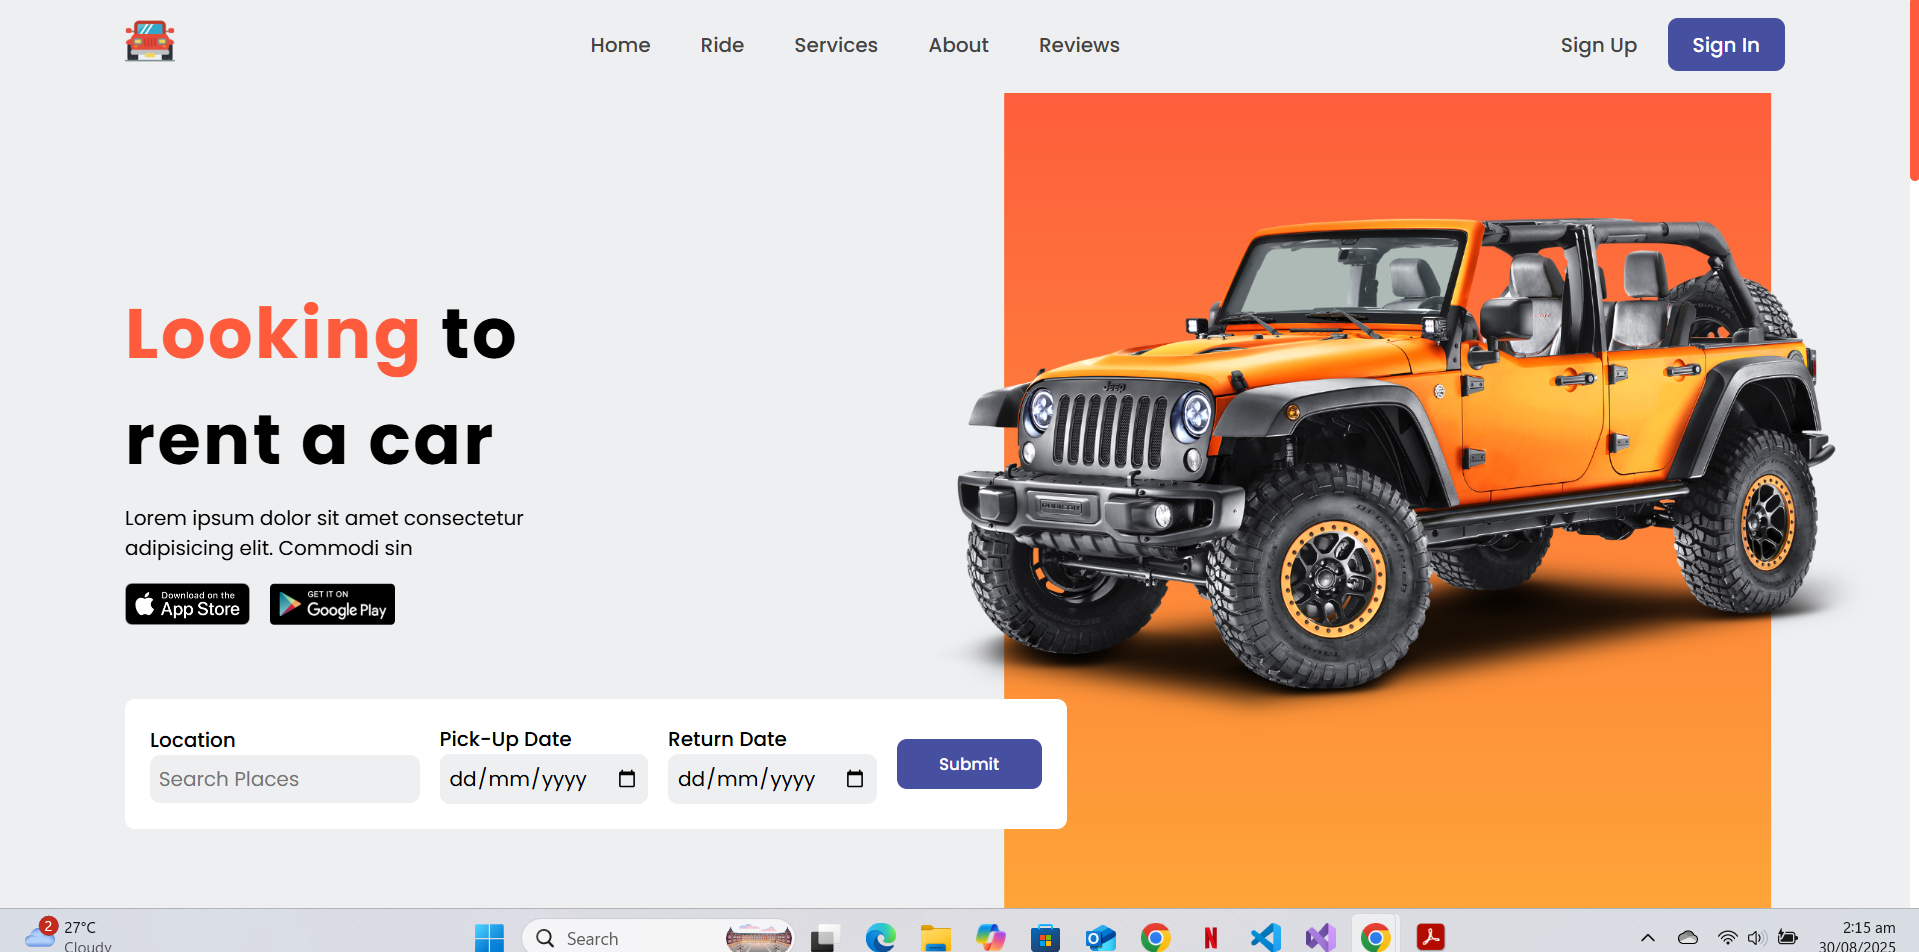 Home Ride Services About Reviews Sign Up Sign In
Looking to
rent a car
Lorem ipsum dolor sit amet consectetur
adipisicing elit. Commodi sin
Download on the
App Store
GET IT ON
Google Play
Jeep
RUBICON
Location Pick-Up Date Return Date
Search Places dd/mm/yyyy dd/mm/yyyy Submit
2 27°C
Cloudy
Search
2:15 am
30/08/2025